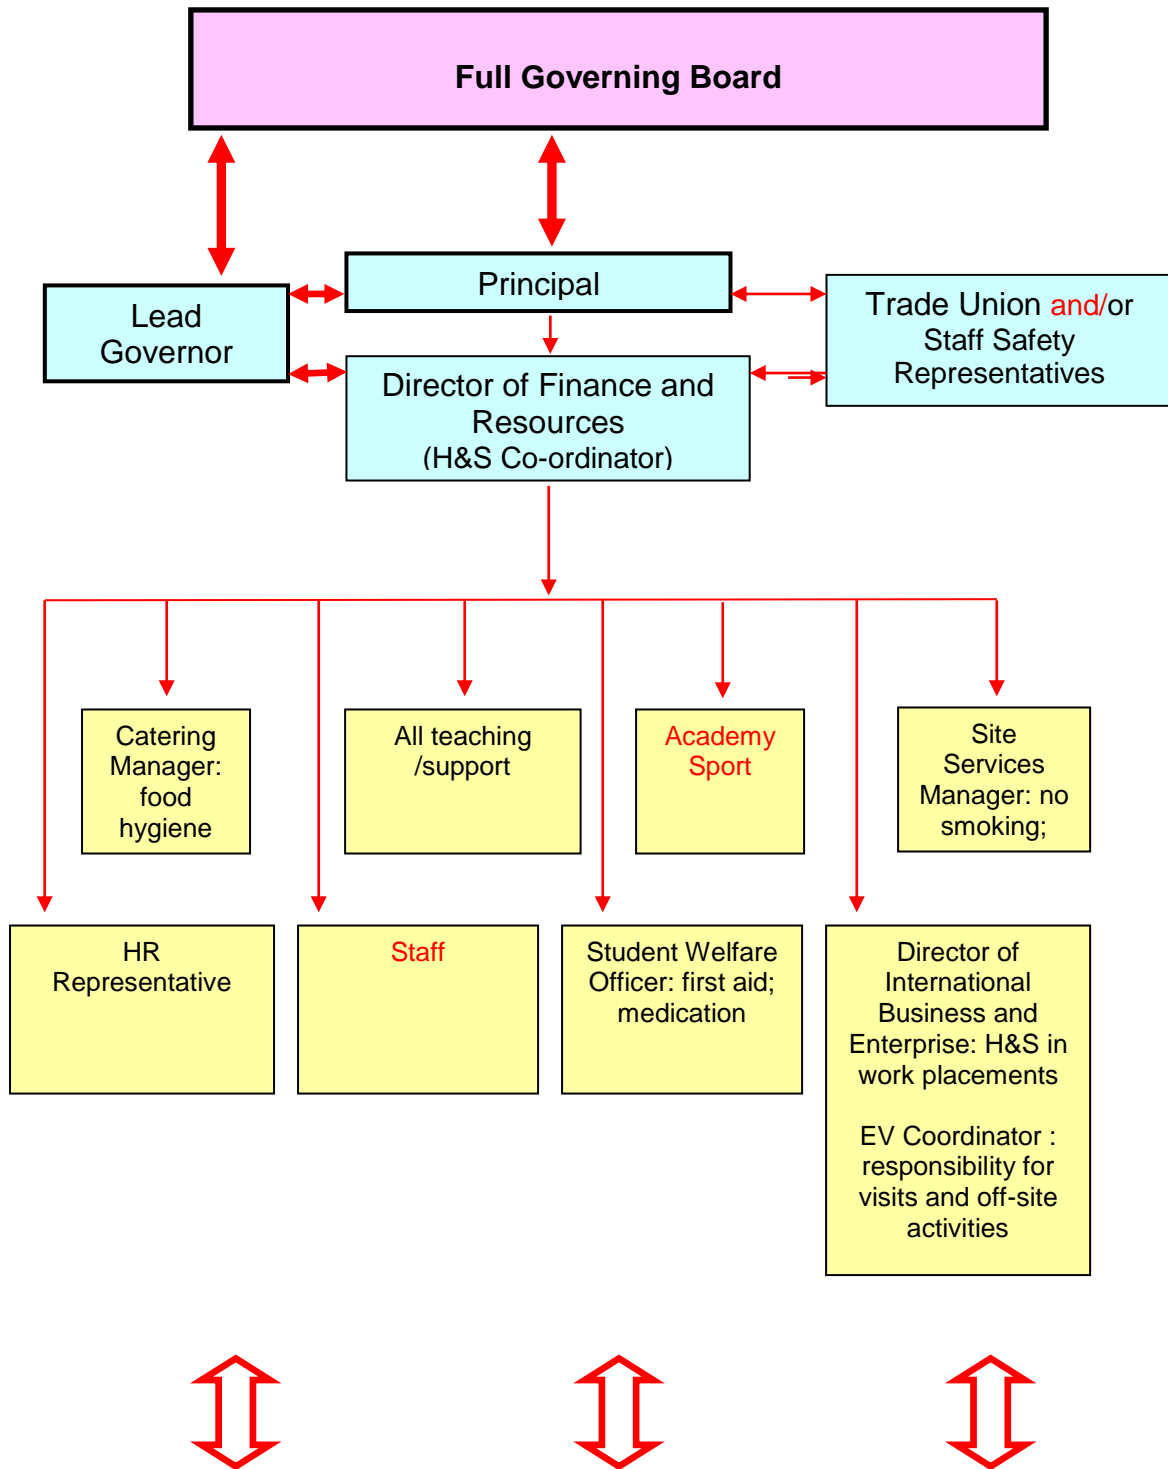 Full Governing Board
Principal
Lead
Governor
Trade Union and/or
Staff Safety
Representatives
Director of Finance and
Resources
(H&S Co-ordinator)
Catering
Manager:
food
hygiene
All teaching
/support
Academy
Sport
Site
Services
Manager: no
smoking;
HR
Representative
Staff
Student Welfare
Officer: first aid;
medication
Director of
International
Business and
Enterprise: H&S in
work placements
EV Coordinator :
responsibility for
visits and off-site
activities